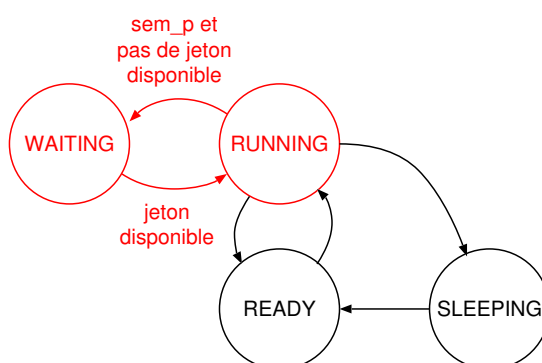 sem_p et
pas de jeton
disponible
WAITING
RUNNING
jeton
disponible
READY
SLEEPING